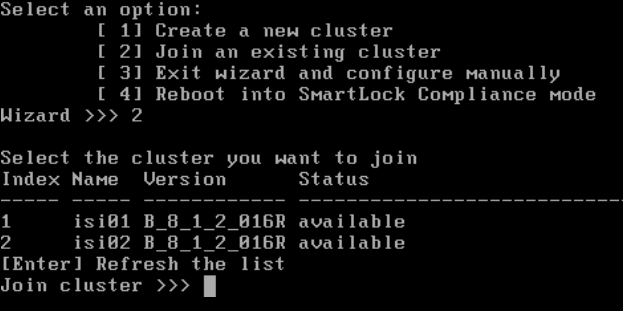 Select an option:
[ 1] Create a new cluster
[ 2] Join an existing cluster
[ 3] Exit wizard and configure manually
[ 4] Reboot into SmartLock Compliance mode
Wizard >>> 2
Select the cluster you want to join
Index Name  Version      Status
----- ----- ------------ ---------------------------
1     isi01 B_8_1_2_016R available
2     isi02 B_8_1_2_016R available
[Enter] Refresh the list
Join cluster >>>